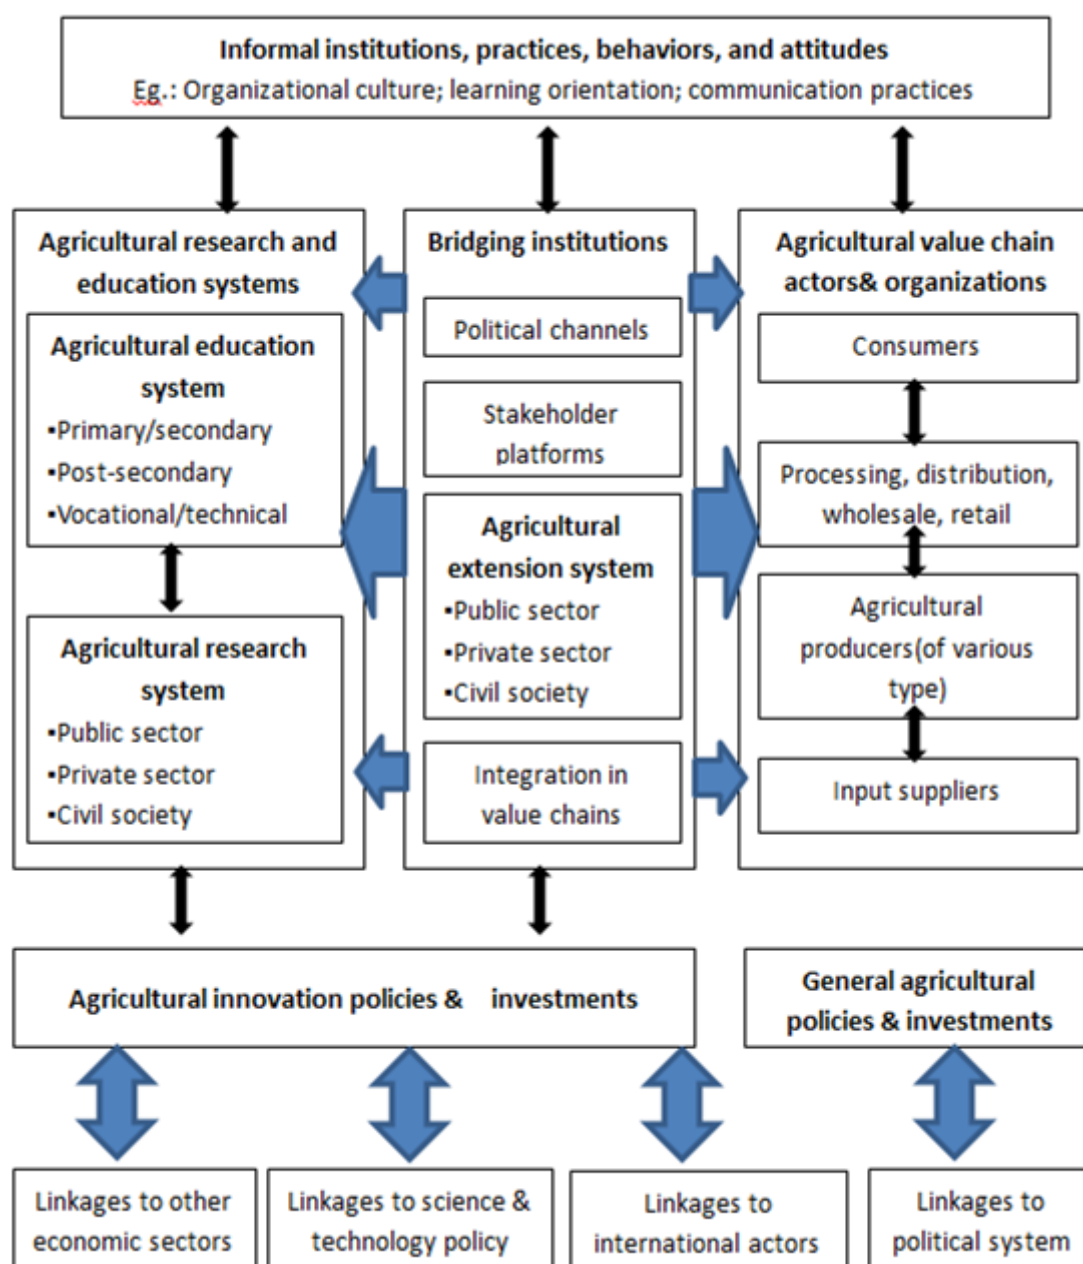 Informal institutions, practices, behaviors, and attitudes
Eg.: Organizational culture; learning orientation; communication practices
Agricultural research and
education systems
Agricultural education
system
▪Primary/secondary
▪Post-secondary
▪Vocational/technical
Agricultural research
system
▪Public sector
▪Private sector
▪Civil society
Bridging institutions
Political channels
Stakeholder
platforms
Agricultural
extension system
▪Public sector
▪Private sector
▪Civil society
Integration in
value chains
Agricultural value chain
actors& organizations
Consumers
Processing, distribution,
wholesale, retail
Agricultural
producers(of various
type)
Input suppliers
Agricultural innovation policies & investments
General agricultural
policies & investments
Linkages to other
economic sectors
Linkages to science &
technology policy
Linkages to
international actors
Linkages to
political system